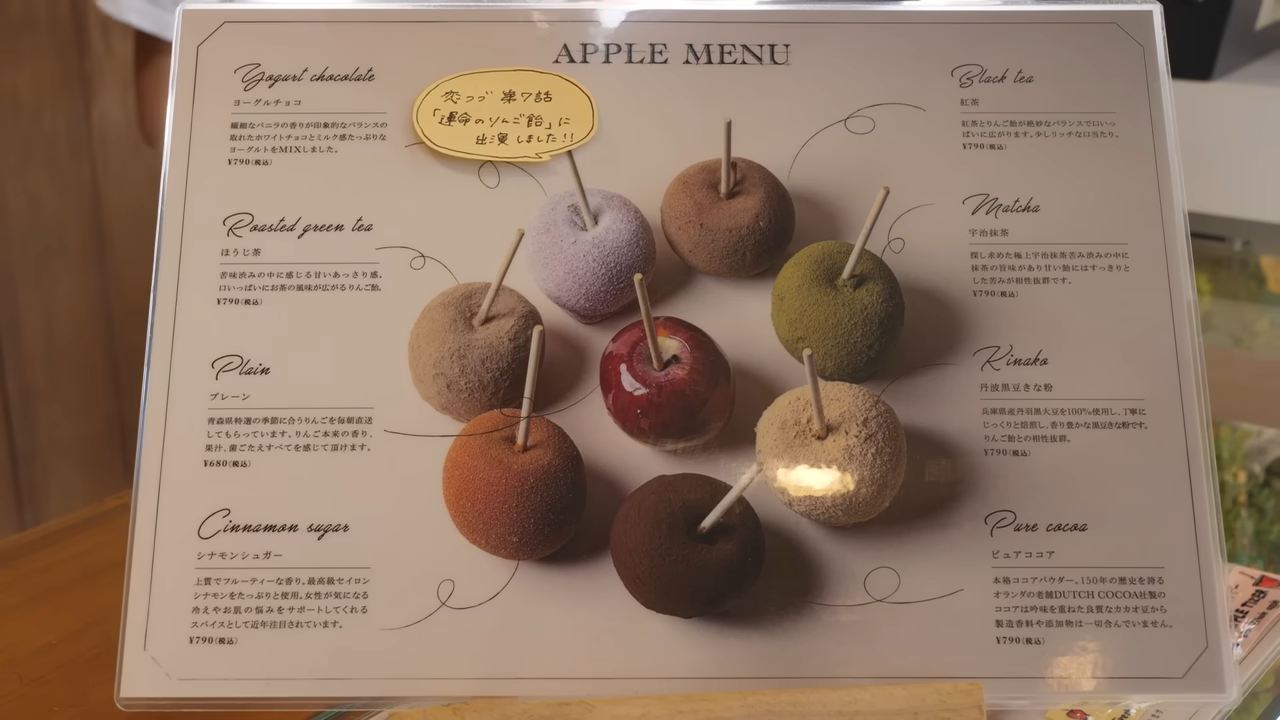 APPLE MENU
恋つづ 第7話
「運命のりんご飴」に
出演しました!!
Yogurt chocolate
ヨーグルチョコ
繊細なバニラの香りが印象的なバランスの
取れたホワイトチョコとミルク感たっぷりな
ヨーグルトをMIXしました。
¥790(税込)
Roasted green tea
ほうじ茶
苦味渋みの中に感じる甘いあっさり感。
口いっぱいにお茶の風味が広がるりんご飴。
¥790(税込)
Plain
プレーン
青森県特選の季節に合うりんごを毎朝直送
してもらっています。りんご本来の香り、
果汁、歯ごたえすべてを感じて頂けます。
¥680(税込)
Cinnamon sugar
シナモンシュガー
上質でフルーティーな香り。最高級セイロン
シナモンをたっぷりと使用。女性が気になる
冷えやお肌の悩みをサポートしてくれる
スパイスとして近年注目されています。
¥790(税込)
Black tea
紅茶
紅茶とりんご飴が絶妙なバランスで口いっ
ぱいに広がります。少しリッチな口当たり。
¥790(税込)
Matcha
宇治抹茶
探し求めた極上宇治抹茶苦み渋みの中に
抹茶の旨味があり甘い飴にはすっきりと
した苦みが相性抜群です。
¥790(税込)
Kinako
丹波黒豆きな粉
兵庫県産丹羽黒大豆を100%使用し、丁寧に
じっくりと焙煎し、香り豊かな黒豆きな粉です。
りんご飴との相性抜群。
¥790(税込)
Pure cocoa
ピュアココア
本格ココアパウダー。150年の歴史を誇る
オランダの老舗DUTCH COCOA社製の
ココアは吟味を重ねた良質なカカオ豆から
製造香料や添加物は一切含んでいません。
¥790(税込)